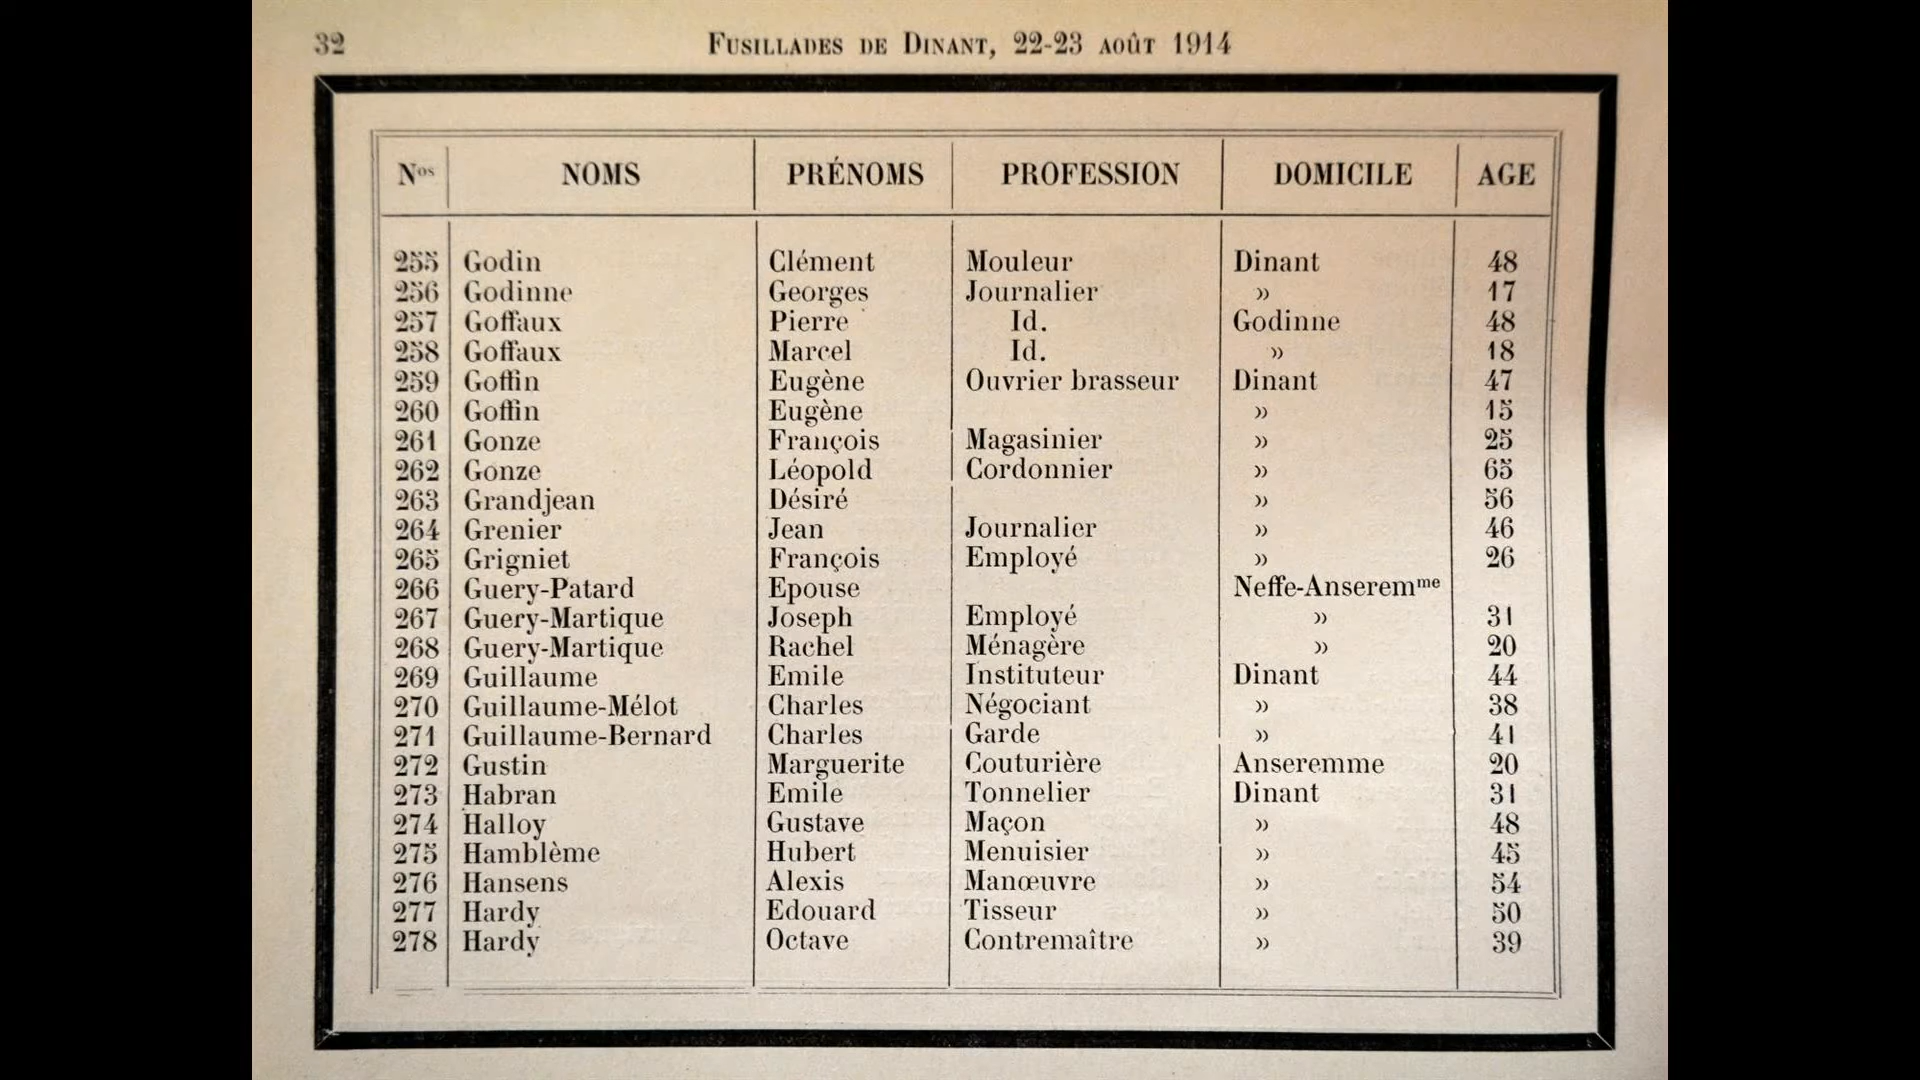 32 FUSILLADES DE DINANT, 22-23 AOÛT 1914
Nos NOMS PRÉNOMS PROFESSION DOMICILE AGE
255 Godin Clément Mouleur Dinant 48
256 Godinne Georges Journalier » 17
257 Goffaux Pierre Id. Godinne 48
258 Goffaux Marcel Id. » 18
259 Goffin Eugène Ouvrier brasseur Dinant 47
260 Goffin Eugène » 15
261 Gonze François Magasinier » 25
262 Gonze Léopold Cordonnier » 65
263 Grandjean Désiré » 56
264 Grenier Jean Journalier » 46
265 Grigniet François Employé » 26
266 Guery-Patard Epouse Neffe-Anseremme
267 Guery-Martique Joseph Employé » 31
268 Guery-Martique Rachel Ménagère » 20
269 Guillaume Emile Instituteur Dinant 44
270 Guillaume-Mélot Charles Négociant » 38
271 Guillaume-Bernard Charles Garde » 41
272 Gustin Marguerite Couturière Anseremme 20
273 Habran Emile Tonnelier Dinant 31
274 Halloy Gustave Maçon » 48
275 Hamblème Hubert Menuisier » 45
276 Hansens Alexis Manœuvre » 54
277 Hardy Edouard Tisseur » 50
278 Hardy Octave Contremaître » 39